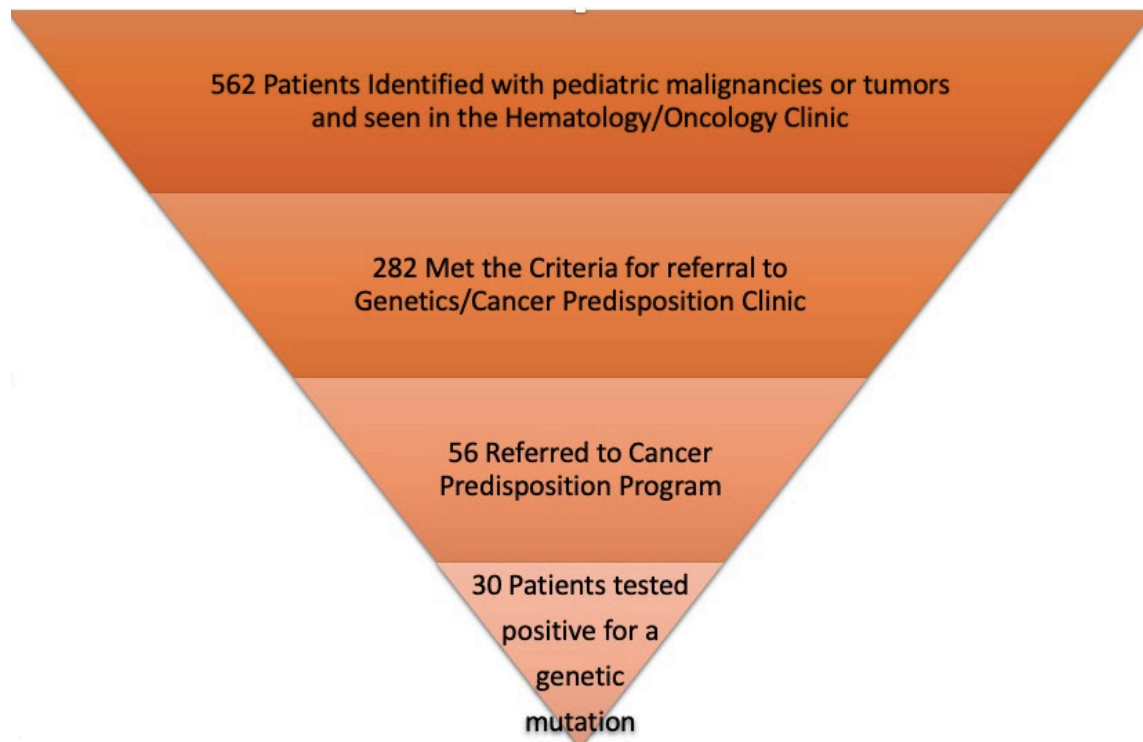 562 Patients Identified with pediatric malignancies or tumors
and seen in the Hematology/Oncology Clinic
282 Met the Criteria for referral to
Genetics/Cancer Predisposition Clinic
56 Referred to Cancer
Predisposition Program
30 Patients tested
positive for a
genetic
mutation